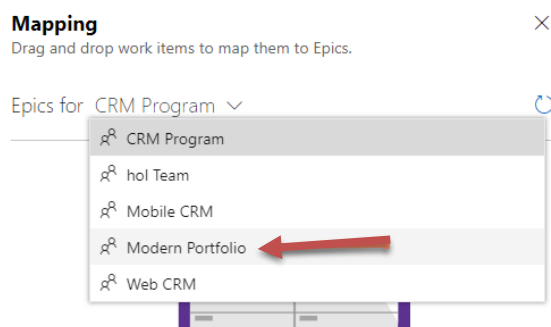 Mapping
Drag and drop work items to map them to Epics.
Epics for CRM Program
CRM Program
hol Team
Mobile CRM
Modern Portfolio
Web CRM